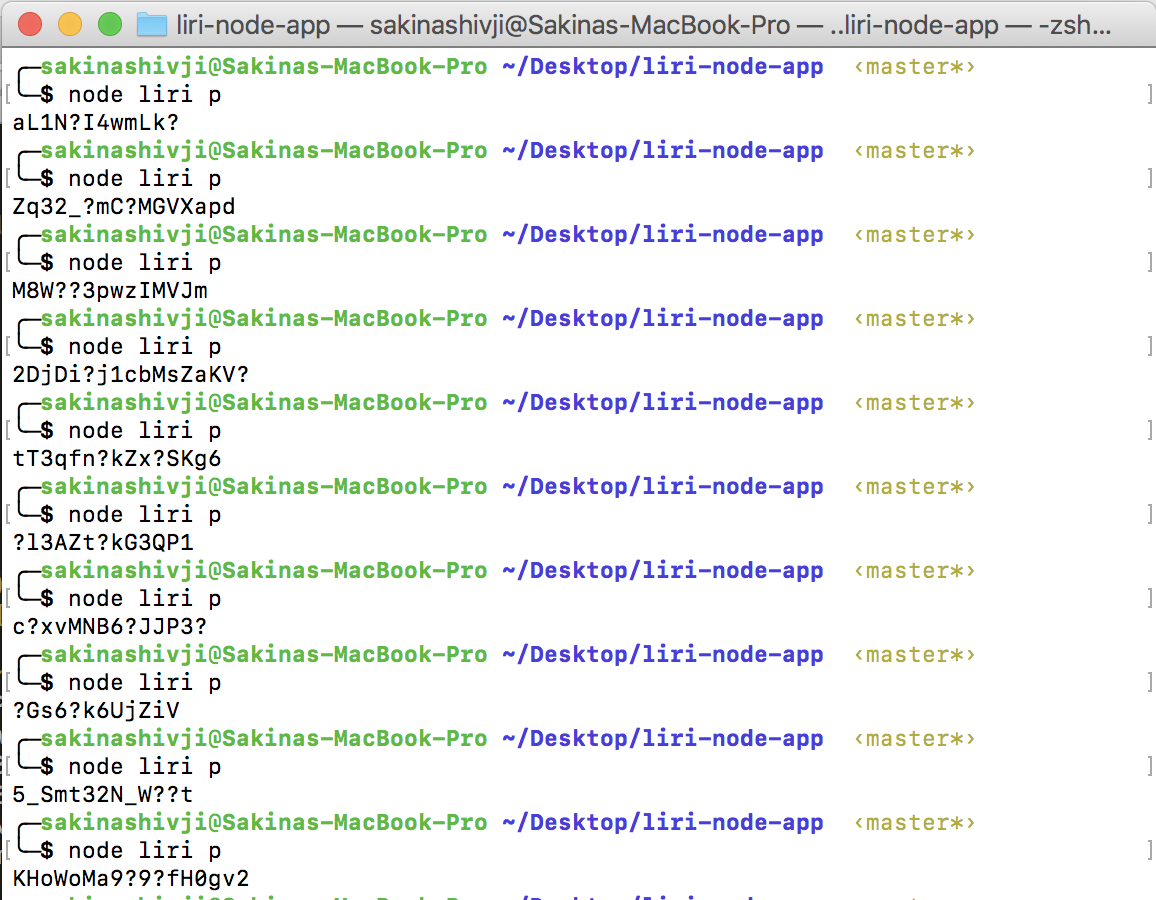 liri-node-app — sakinashivji@Sakinas-MacBook-Pro — ..liri-node-app — -zsh...
sakinashivji@Sakinas-MacBook-Pro ~/Desktop/liri-node-app ‹master*›
[╰─$ node liri p ]
aL1N?I4wmLk?
╭─sakinashivji@Sakinas-MacBook-Pro ~/Desktop/liri-node-app ‹master*›
[╰─$ node liri p ]
Zq32_?mC?MGVXapd
╭─sakinashivji@Sakinas-MacBook-Pro ~/Desktop/liri-node-app ‹master*›
[╰─$ node liri p ]
M8W??3pwzIMVJm
╭─sakinashivji@Sakinas-MacBook-Pro ~/Desktop/liri-node-app ‹master*›
[╰─$ node liri p ]
2DjDi?j1cbMsZaKV?
╭─sakinashivji@Sakinas-MacBook-Pro ~/Desktop/liri-node-app ‹master*›
[╰─$ node liri p ]
tT3qfn?kZx?SKg6
╭─sakinashivji@Sakinas-MacBook-Pro ~/Desktop/liri-node-app ‹master*›
[╰─$ node liri p ]
?l3AZt?kG3QP1
╭─sakinashivji@Sakinas-MacBook-Pro ~/Desktop/liri-node-app ‹master*›
[╰─$ node liri p ]
c?xvMNB6?JJP3?
╭─sakinashivji@Sakinas-MacBook-Pro ~/Desktop/liri-node-app ‹master*›
[╰─$ node liri p ]
?Gs6?k6UjZiV
╭─sakinashivji@Sakinas-MacBook-Pro ~/Desktop/liri-node-app ‹master*›
[╰─$ node liri p ]
5_Smt32N_W??t
╭─sakinashivji@Sakinas-MacBook-Pro ~/Desktop/liri-node-app ‹master*›
[╰─$ node liri p ]
KHoWoMa9?9?fH0gv2